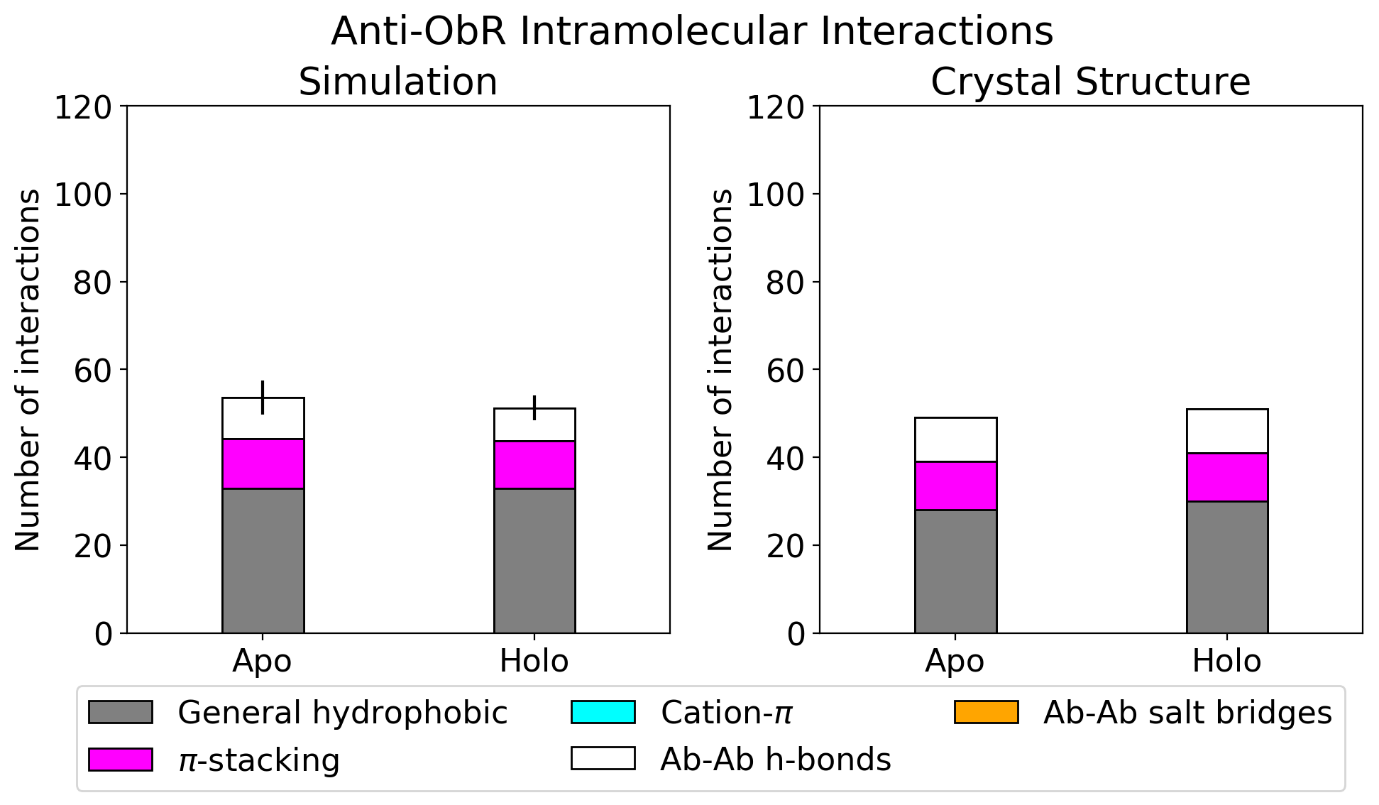 Anti-ObR Intramolecular Interactions
Simulation
Number of interactions
120
100
80
60
40
20
0
Apo Holo
Crystal Structure
Number of interactions
120
100
80
60
40
20
0
Apo Holo
General hydrophobic
π-stacking
Cation-π
Ab-Ab h-bonds
Ab-Ab salt bridges